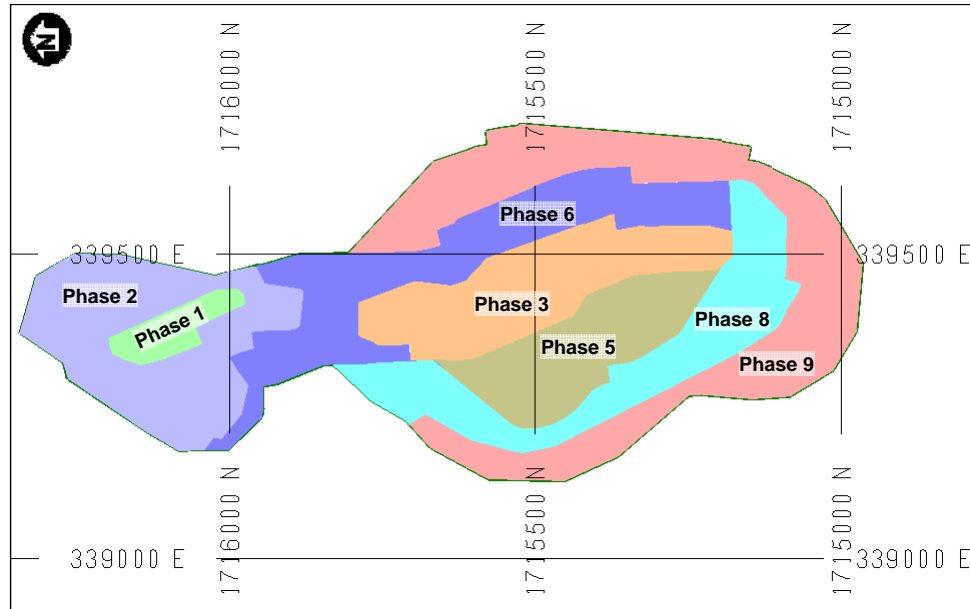 N
1716000 N
1715500 N
1715000 N
Phase 6
339500 E
339500 E
Phase 2
Phase 1
Phase 3
Phase 8
Phase 5
Phase 9
1716000 N
1715500 N
1715000 N
339000 E
339000 E